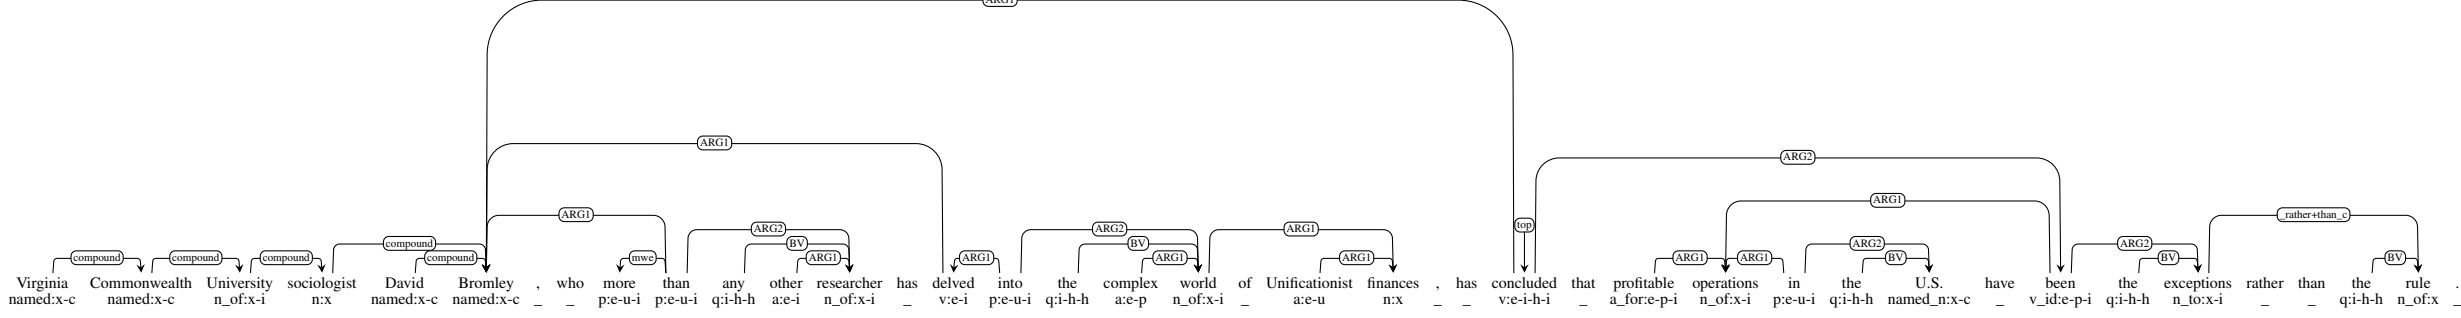 ARG1
ARG1 ARG2
ARG1 ARG1
ARG2 ARG2 ARG1 top _rather+than_c
compound BV BV ARG2 ARG2
compound compound compound compound mwe ARG1 ARG1 ARG1 ARG1 ARG1 ARG1 BV BV BV
Virginia Commonwealth University sociologist David Bromley , who more than any other researcher has delved into the complex world of Unificationist finances , has concluded that profitable operations in the U.S. have been the exceptions rather than the rule .
named:x-c named:x-c n_of:x-i n:x named:x-c named:x-c _ _ p:e-u-i p:e-u-i q:i-h-h a:e-i n_of:x-i _ v:e-i p:e-u-i q:i-h-h a:e-p n_of:x-i _ a:e-u n:x _ _ v:e-i-h-i _ a_for:e-p-i n_of:x-i p:e-u-i q:i-h-h named_n:x-c _ v_id:e-p-i q:i-h-h n_to:x-i _ _ q:i-h-h n_of:x _